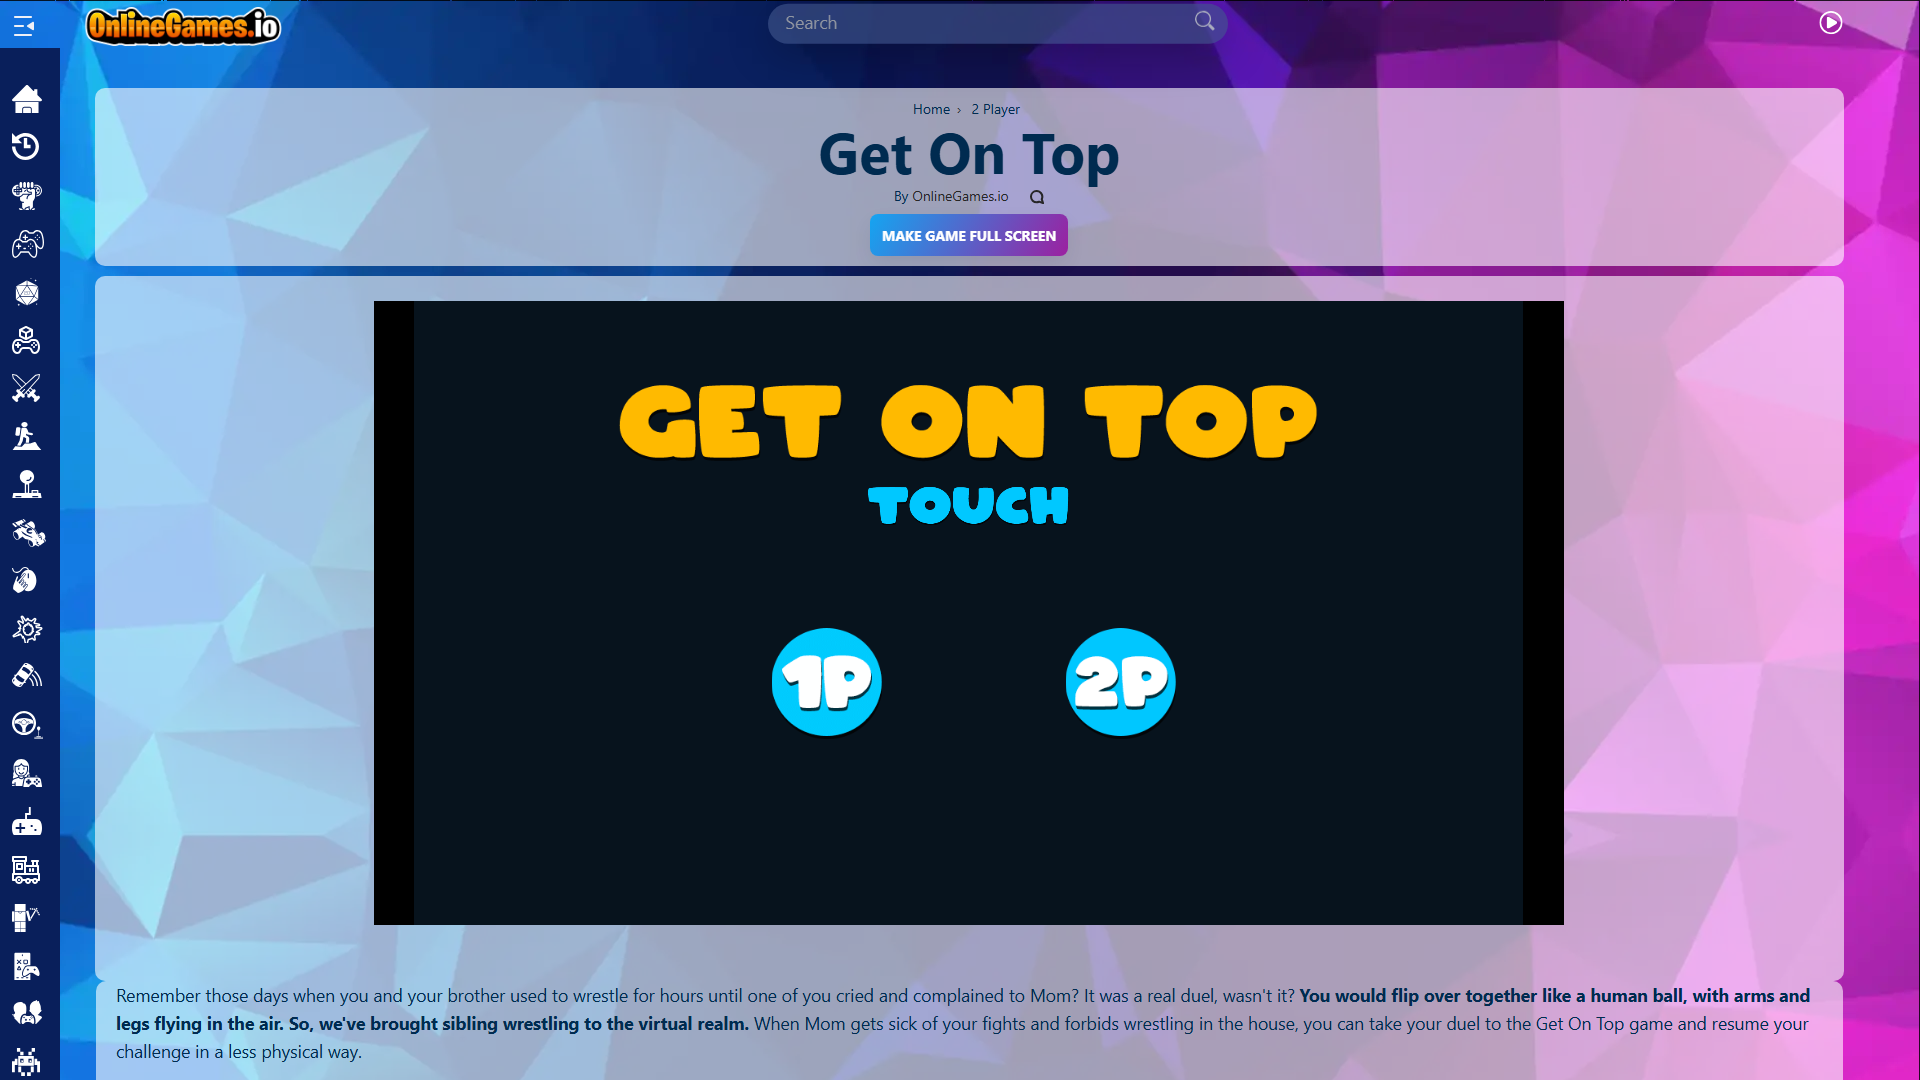 OnlineGames.io
Search
Home › 2 Player
Get On Top
By OnlineGames.io
MAKE GAME FULL SCREEN
GET ON TOP
TOUCH
1P
2P
Remember those days when you and your brother used to wrestle for hours until one of you cried and complained to Mom? It was a real duel, wasn't it? You would flip over together like a human ball, with arms and
legs flying in the air. So, we've brought sibling wrestling to the virtual realm. When Mom gets sick of your fights and forbids wrestling in the house, you can take your duel to the Get On Top game and resume your
challenge in a less physical way.